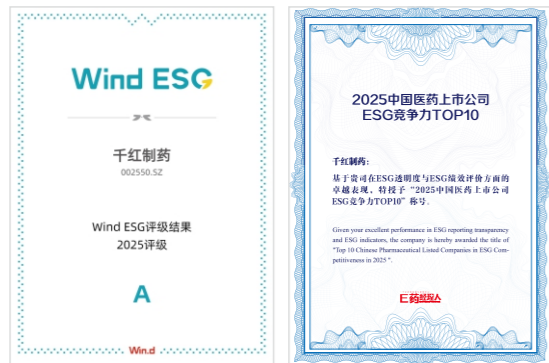 Wind ESG
千红制药
002550.SZ
Wind ESG评级结果
2025评级
A
Win.d
2025中国医药上市公司
ESG竞争力TOP10
千红制药：
基于贵司在ESG透明度与ESG绩效评价方面的
卓越表现，特授予“2025中国医药上市公司
ESG竞争力TOP10”称号．
Given your excellent performance in ESG reporting transparency
and ESG indicators, the company is hereby awarded the title of
"Top 10 Chinese Pharmaceutical Listed Companies in ESG Com-
petitiveness in 2025 ".
E药经理人